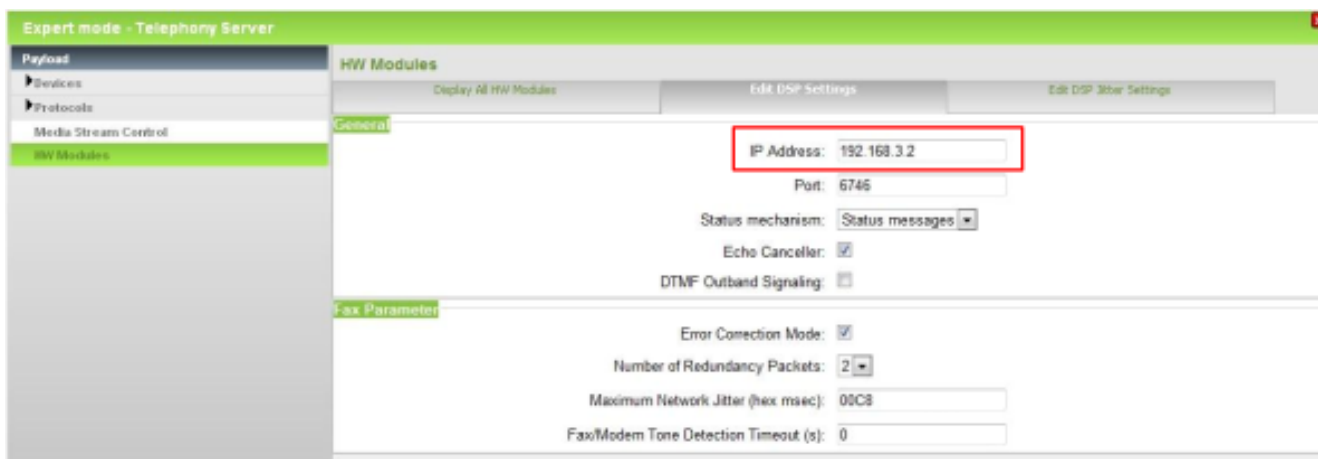 Expert mode - Telephony Server
Payload
Devices
Protocols
Media Stream Control
HW Modules
HW Modules
Display All HW Modules Edit DSP Settings Edit DSP Jitter Settings
General
IP Address: 192.168.3.2
Port: 6746
Status mechanism: Status messages
Echo Canceller:
DTMF Outband Signaling:
Fax Parameter
Error Correction Mode:
Number of Redundancy Packets: 2
Maximum Network Jitter (hex msec): 00C8
Fax/Modem Tone Detection Timeout (s): 0